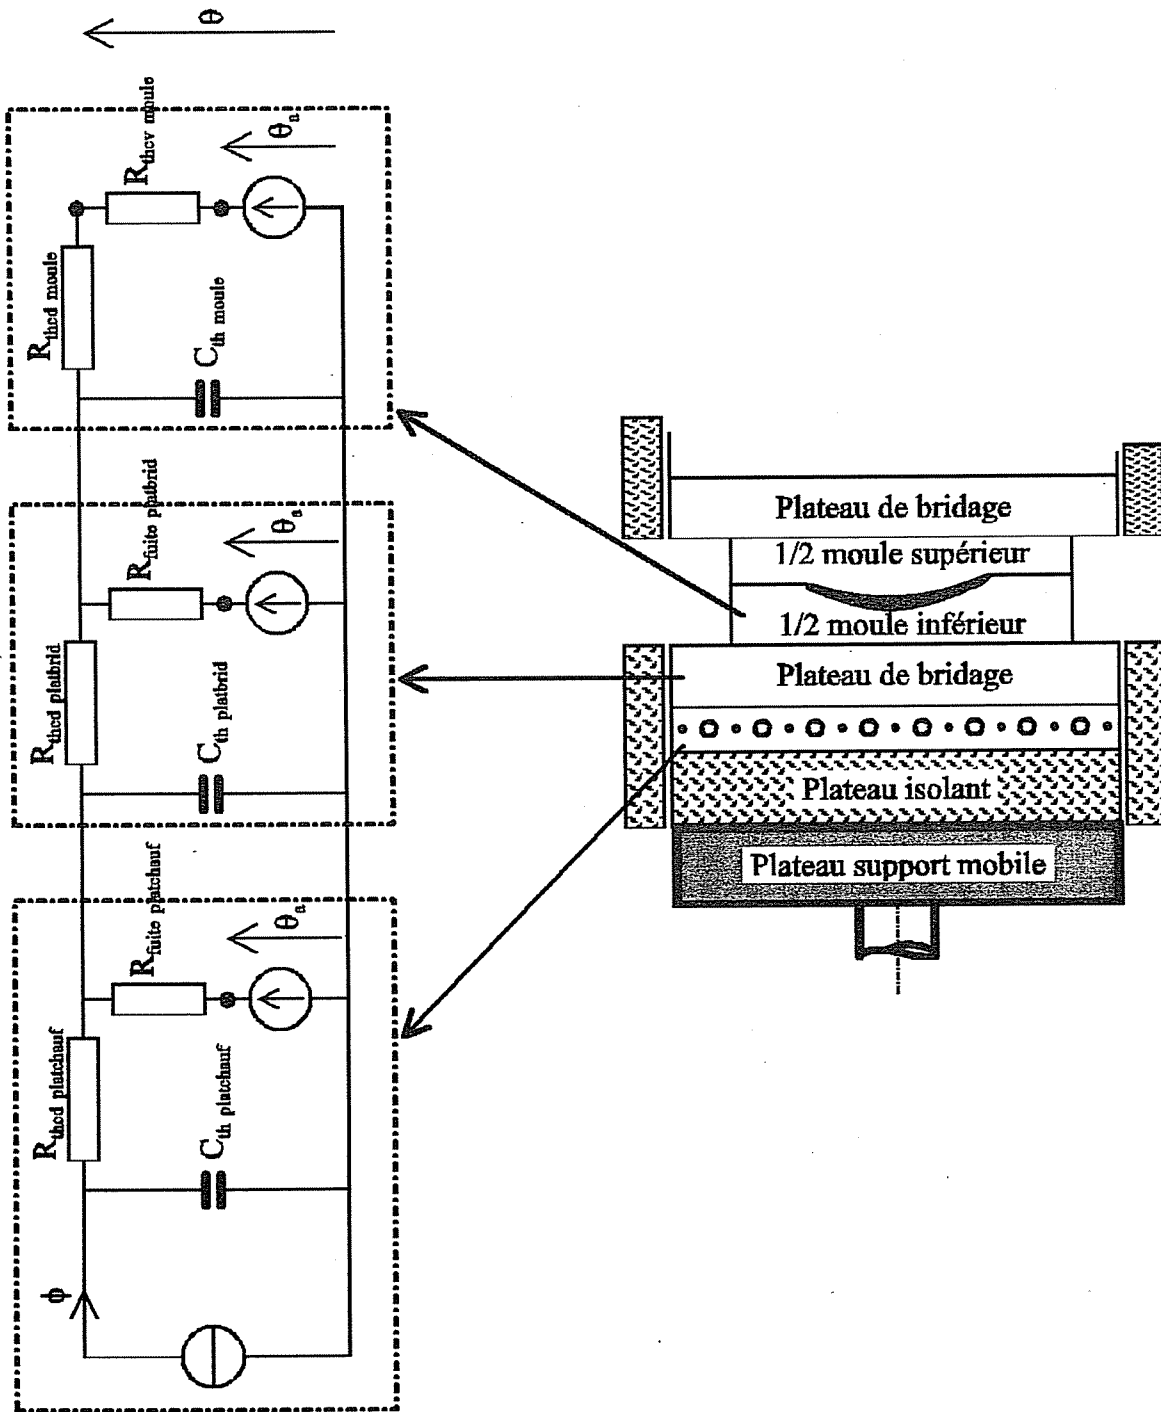 θ
R_thcv moule
θ_a
R_thcd moule
C_th moule
R_fuite platbrid
θ_a
R_thcd platbrid
C_th platbrid
R_fuite platchauf
θ_a
R_thcd platchauf
C_th platchauf
ϕ
Plateau de bridage
1/2 moule supérieur
1/2 moule inférieur
Plateau de bridage
Plateau isolant
Plateau support mobile